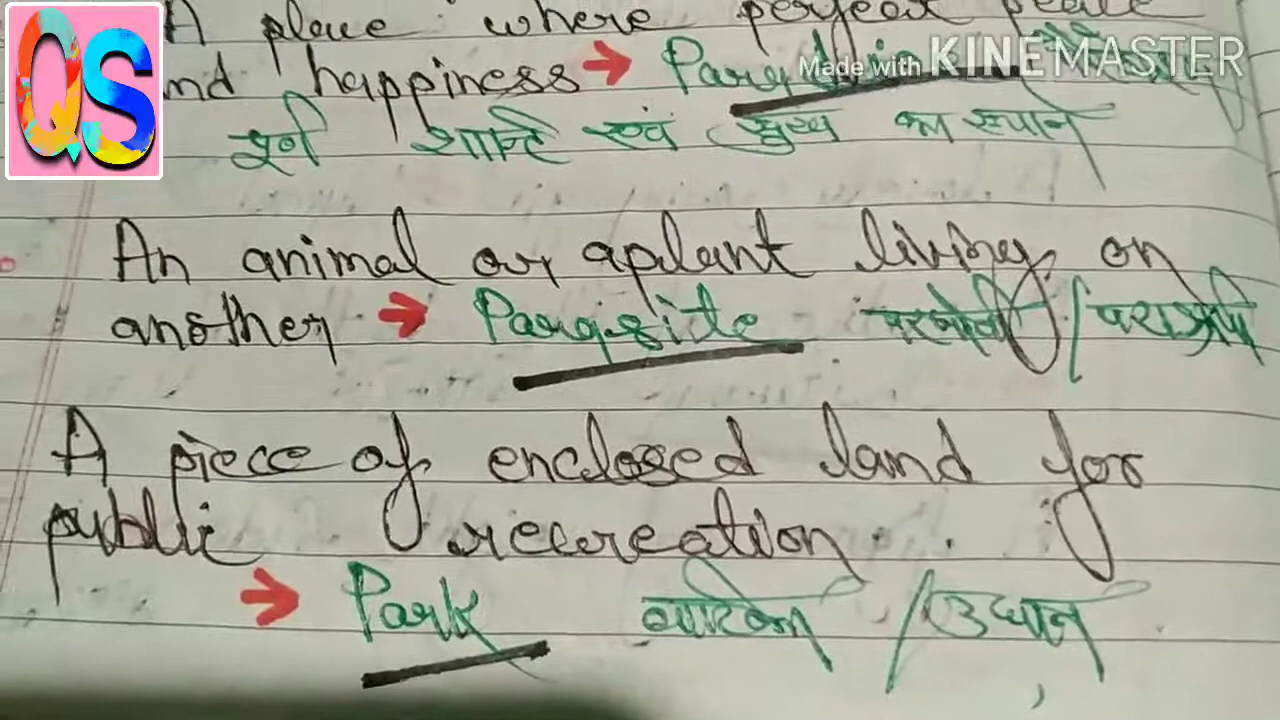 QS
A place where perfect peace
and happiness → Paradise
Made with KINEMASTER
पूर्ण शान्ति एवं सुख का स्थान
An animal or a plant living on
another → Parasite परजीवी / पराश्रयी
A piece of enclosed land for
public recreation.
→ Park वाटिका / उद्यान